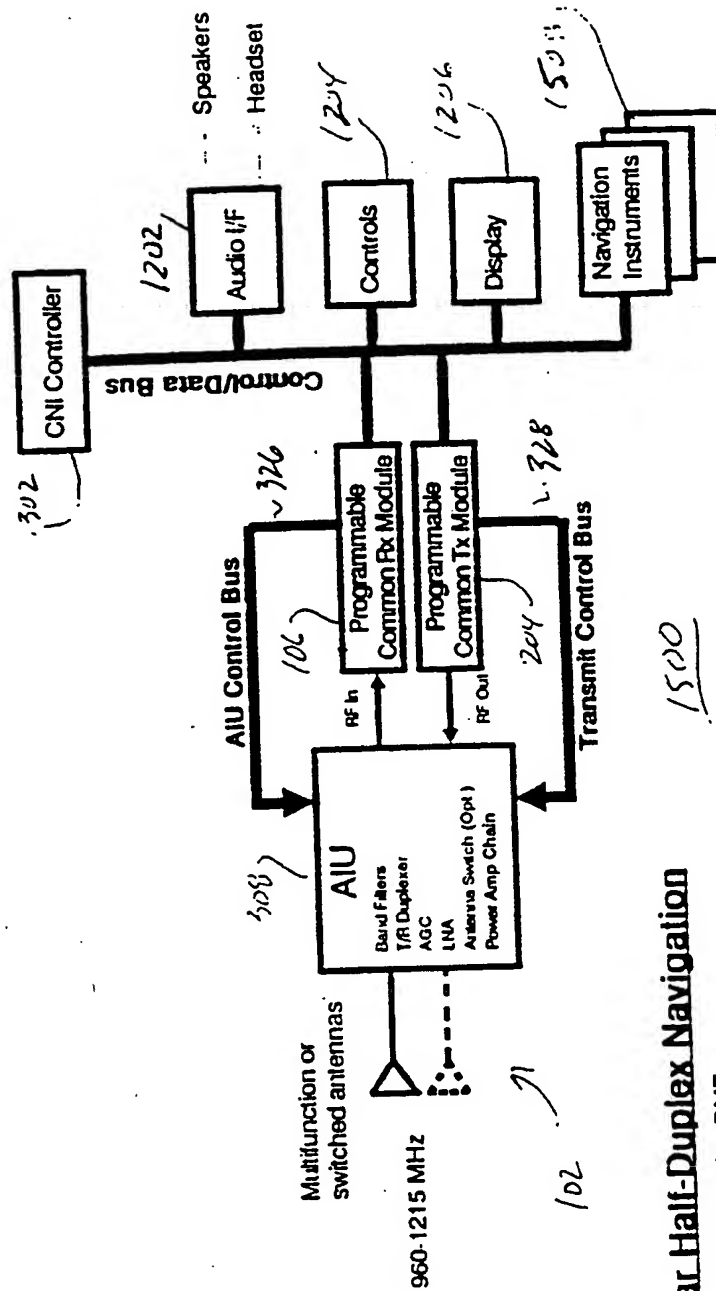 CNI Controller
302
1202
Audio I/F
Speakers
Headset
1204
Controls
1206
Display
Navigation
Instruments
Control/Data Bus
AIU Control Bus
326
Programmable
Common Rx Module
106
RF In
Programmable
Common Tx Module
204
RF Out
328
Transmit Control Bus
308
AIU
Band Filters
T/R Duplexer
AGC
LNA
Antenna Switch (Opt)
Power Amp Chain
Multifunction or
switched antennas
960-1215 MHz
102
1500
ar Half-Duplex Navigation